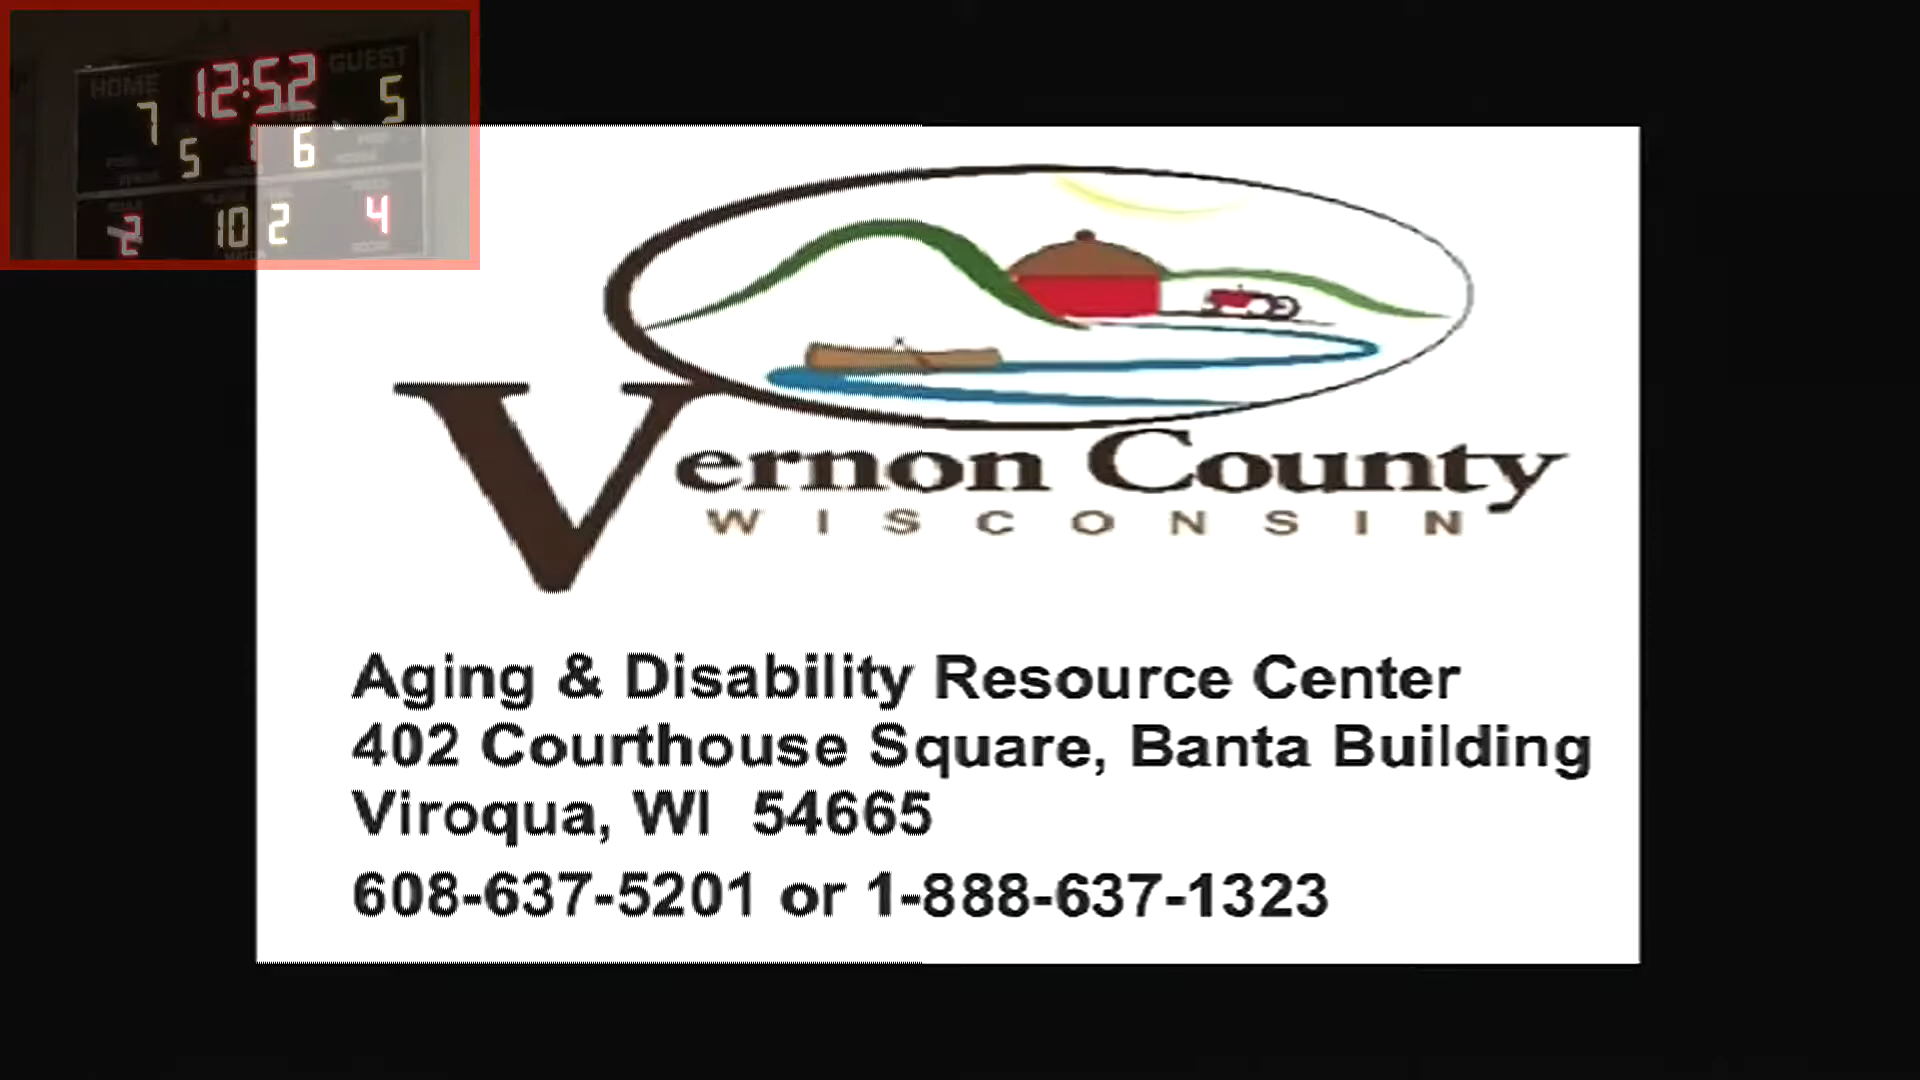 HOME 12:52 GUEST
7 5
5 1 6
2 10 2 4
Vernon County
WISCONSIN
Aging & Disability Resource Center
402 Courthouse Square, Banta Building
Viroqua, WI 54665
608-637-5201 or 1-888-637-1323